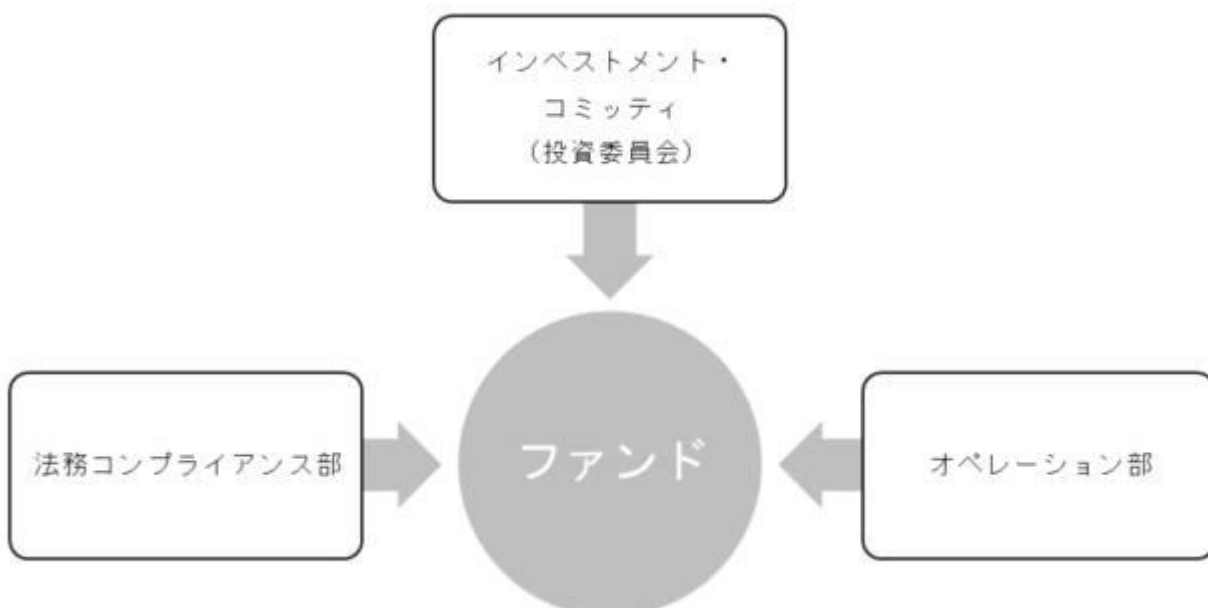 インベストメント・
コミッティ
（投資委員会）
法務コンプライアンス部
ファンド
オペレーション部